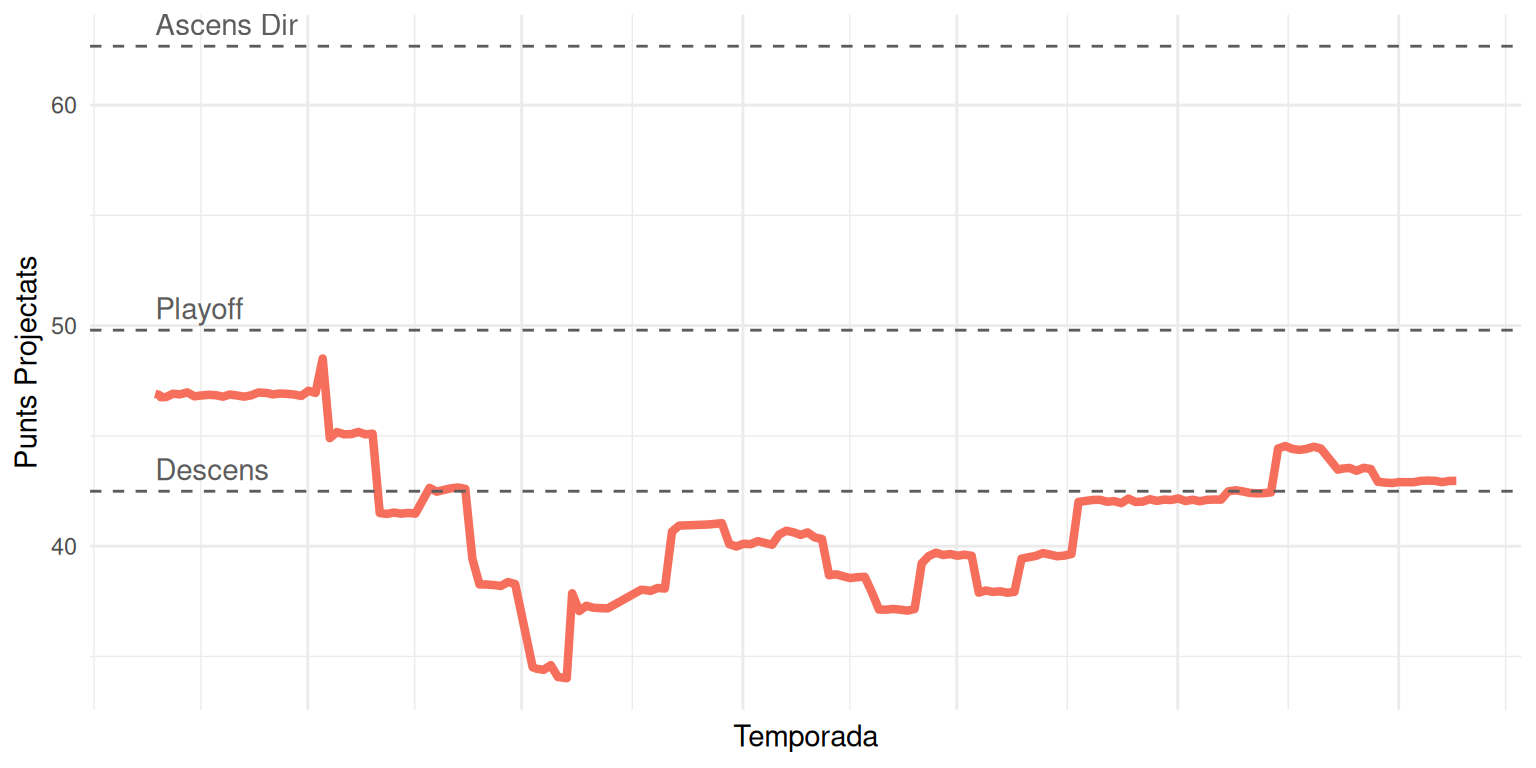 Ascens Dir
60
Playoff
50
Descens
40
Punts Projectats
Temporada